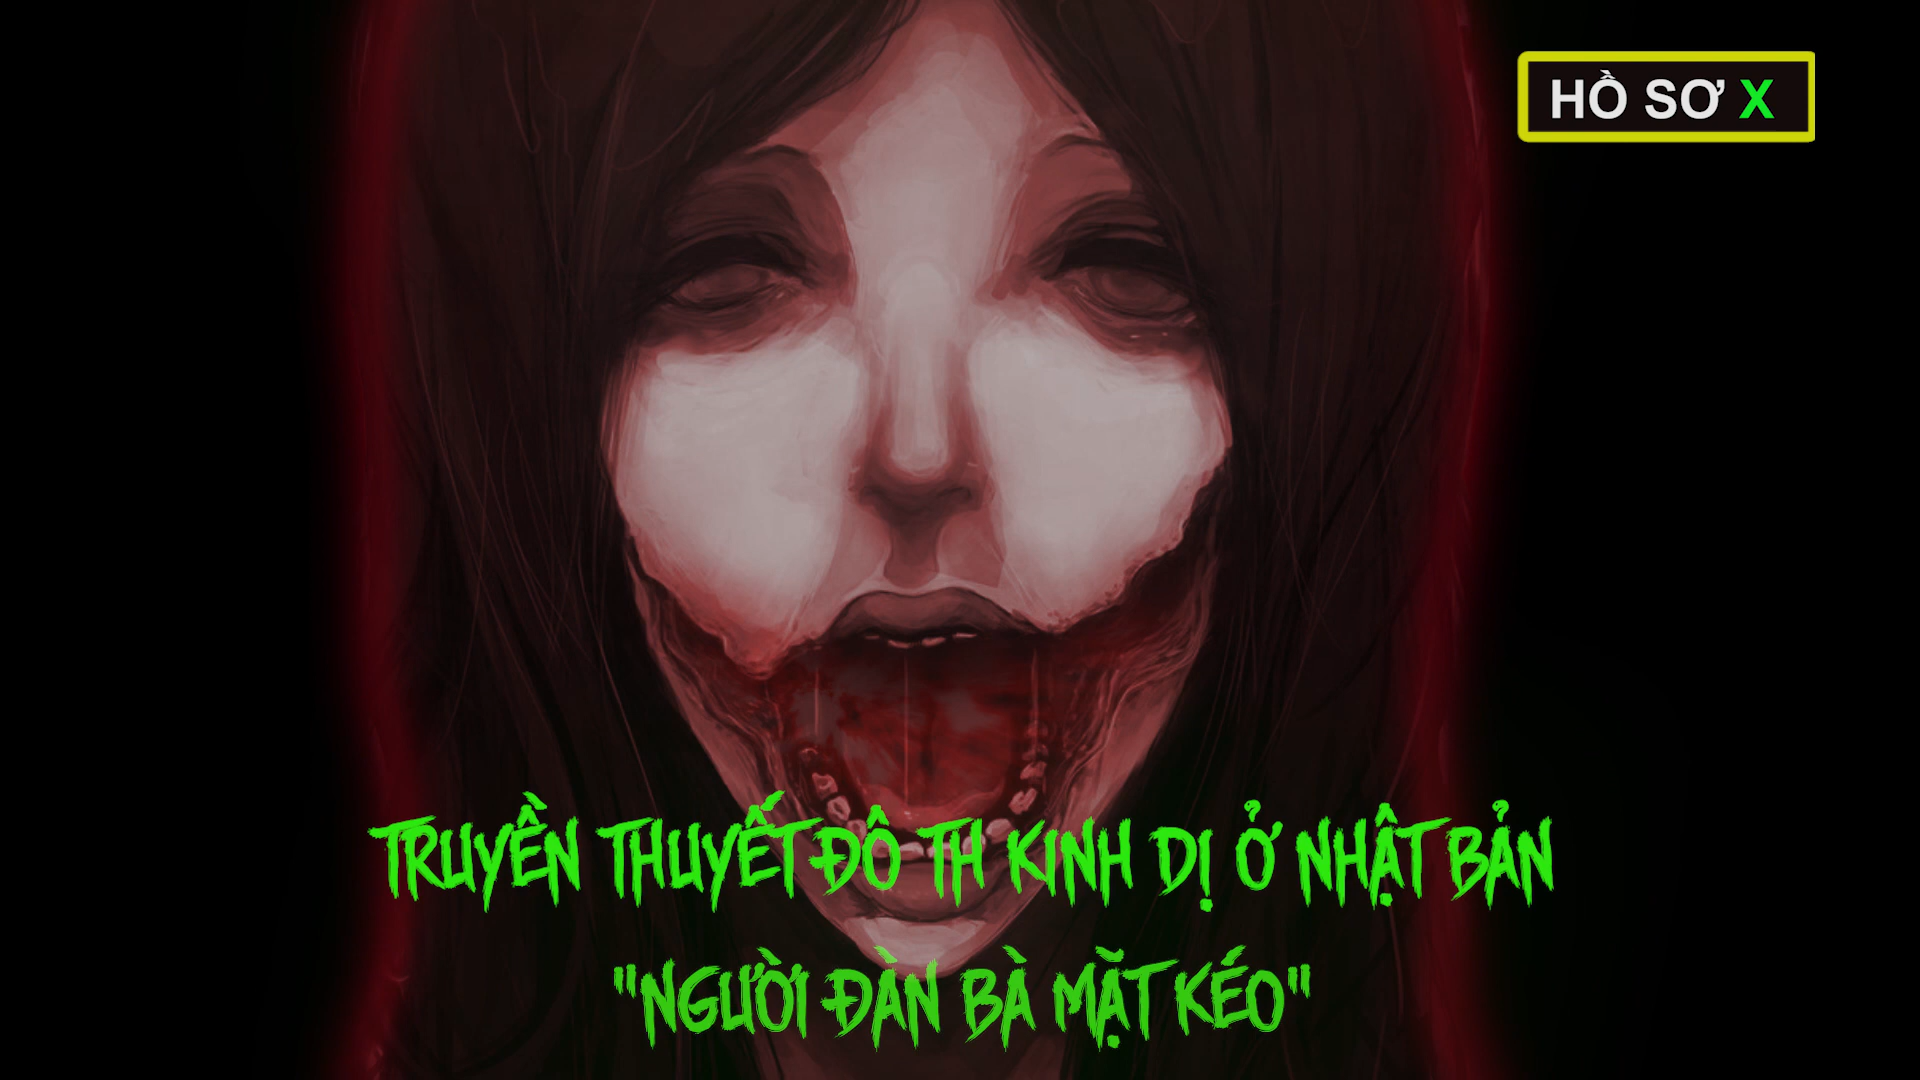 HỒ SƠ X
TRUYỀN THUYẾT ĐÔ TH KINH DỊ Ở NHẬT BẢN
"NGƯỜI ĐÀN BÀ MẶT KÉO"